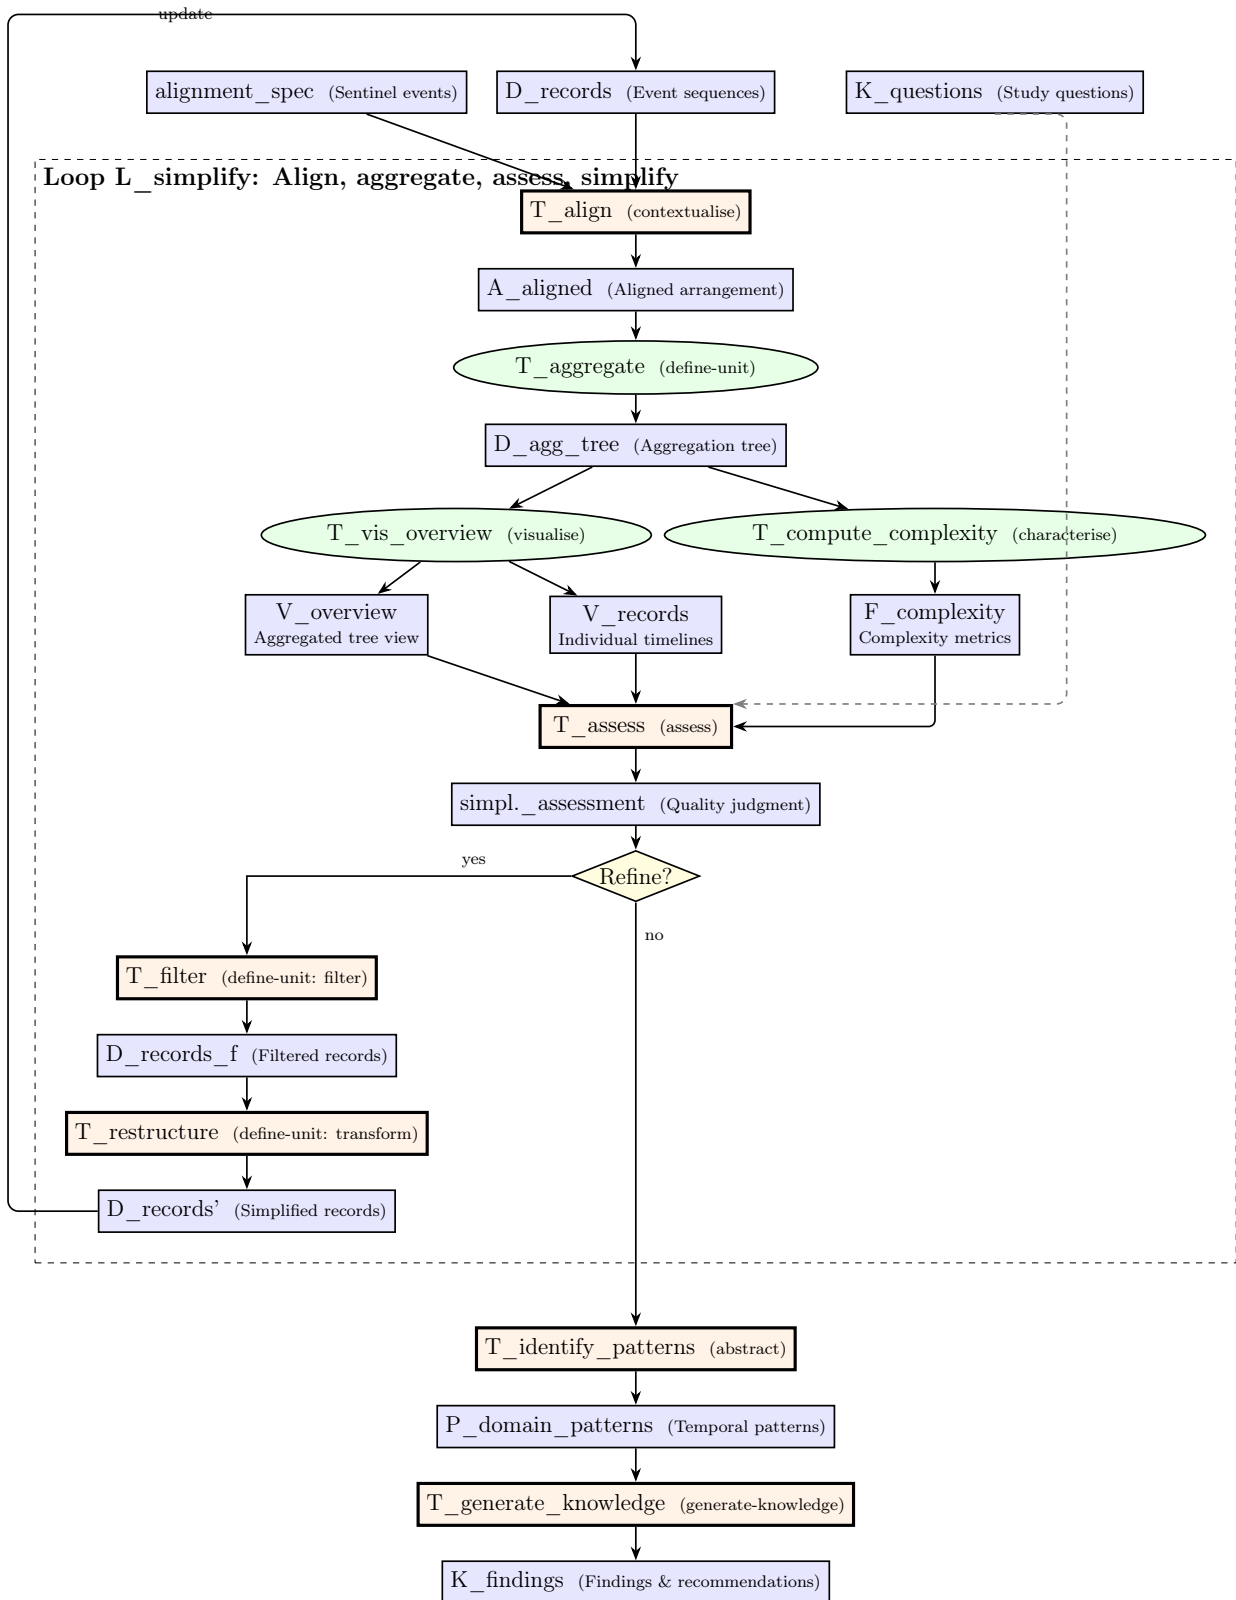 update
alignment_spec (Sentinel events)
D_records (Event sequences)
K_questions (Study questions)
Loop L_simplify: Align, aggregate, assess, simplify
T_align (contextualise)
A_aligned (Aligned arrangement)
T_aggregate (define-unit)
D_agg_tree (Aggregation tree)
T_vis_overview (visualise)
T_compute_complexity (characterise)
V_overview
Aggregated tree view
V_records
Individual timelines
F_complexity
Complexity metrics
T_assess (assess)
simpl._assessment (Quality judgment)
yes
Refine?
no
T_filter (define-unit: filter)
D_records_f (Filtered records)
T_restructure (define-unit: transform)
D_records' (Simplified records)
T_identify_patterns (abstract)
P_domain_patterns (Temporal patterns)
T_generate_knowledge (generate-knowledge)
K_findings (Findings & recommendations)